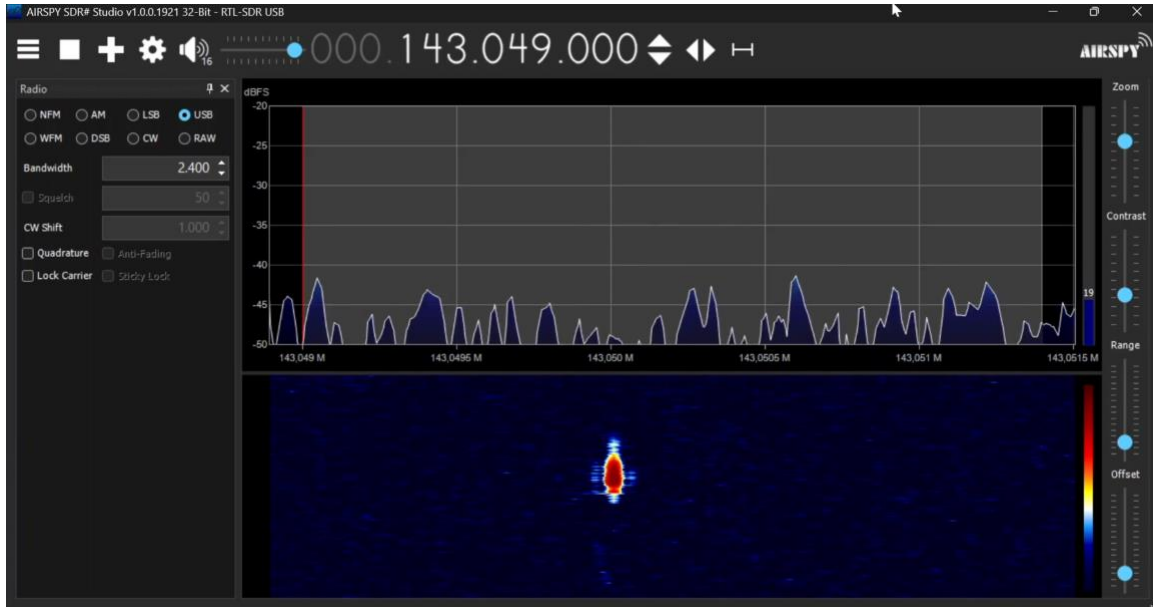 AIRSPY SDR# Studio v1.0.0.1921 32-Bit - RTL-SDR USB
16
000.143.049.000
AIRSPY
Radio
NFM AM LSB USB
WFM DSB CW RAW
Bandwidth 2.400
Squelch 50
CW Shift 1.000
Quadrature Anti-Fading
Lock Carrier Sticky Lock
dBFS
-20
-25
-30
-35
-40
-45
-50
143,049 M 143,0495 M 143,050 M 143,0505 M 143,051 M 143,0515 M
19
Zoom
Contrast
Range
Offset